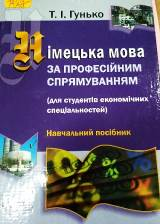 Т. І. Гунько
Німецька мова
ЗА ПРОФЕСІЙНИМ
СПРЯМУВАННЯМ
(для студентів економічних
спеціальностей)
Навчальний посібник